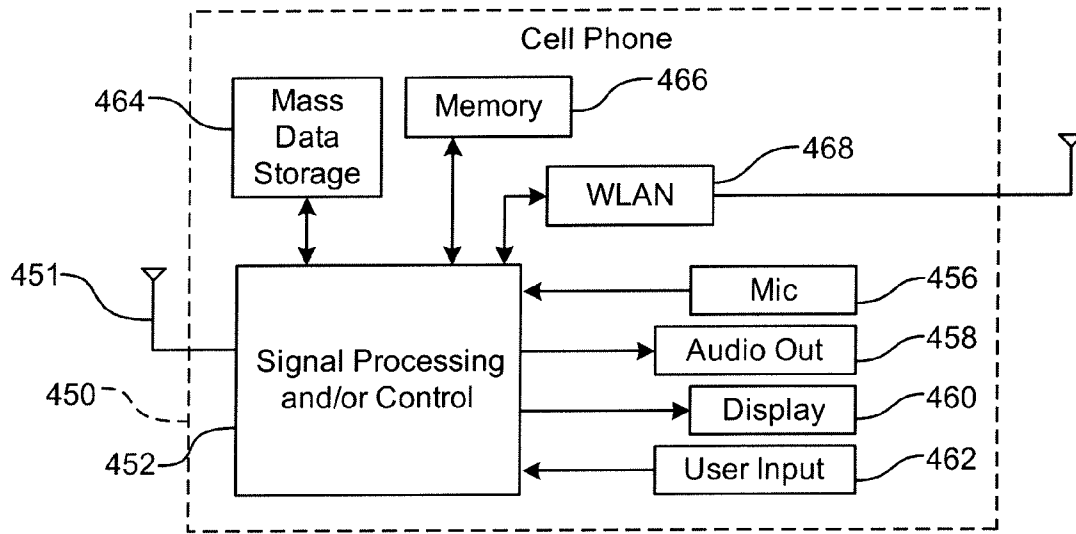 Cell Phone
464
Mass
Data
Storage
Memory
466
468
WLAN
451
Mic
456
Signal Processing
and/or Control
Audio Out
458
450
Display
460
452
User Input
462